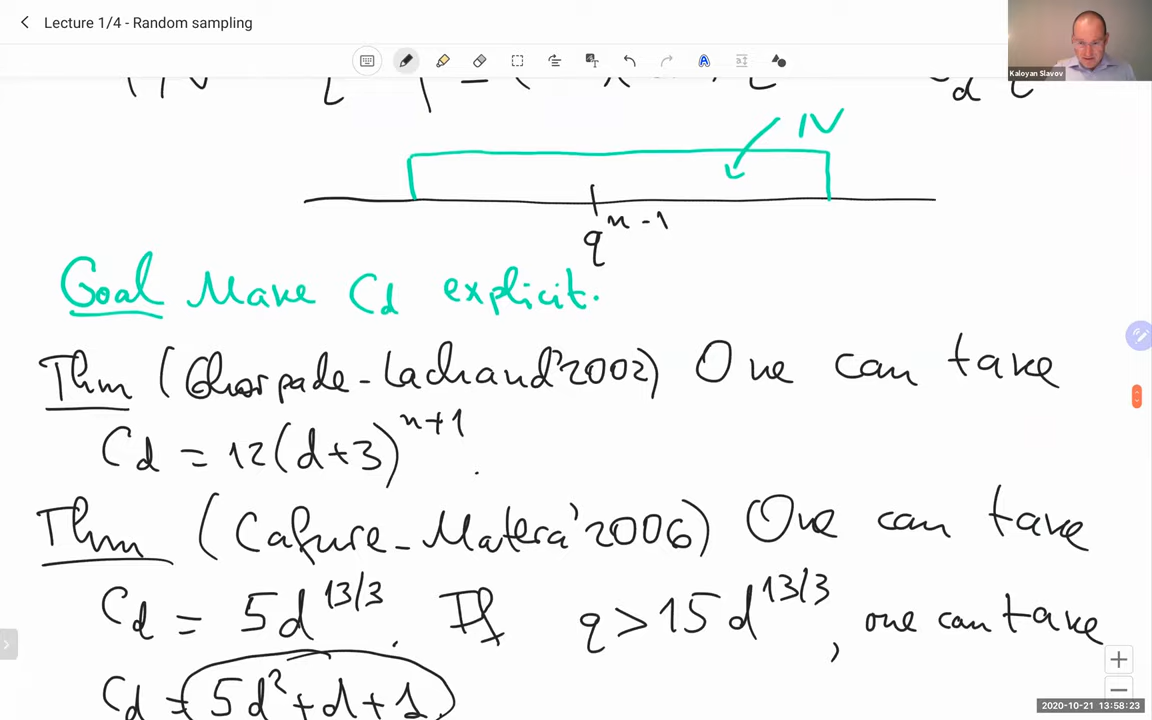 Lecture 1/4 - Random sampling
Kaloyan Slavov
d
IV
q^{n-1}
Goal Make C_d explicit.
Thm (Ghorpade-Lachaud'2002) One can take
C_d = 12(d+3)^{n+1}.
Thm (Cafure-Matera'2006) One can take
C_d = 5d^{13/3}. If q > 15d^{13/3}, one can take
C_d = 5d^2+d+1
2020-10-21 13:58:23